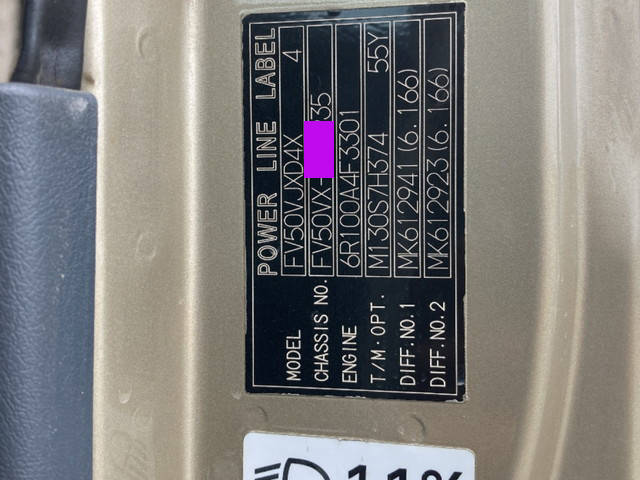 POWER LINE LABEL
MODEL FV50VJXD4X 4
CHASSIS NO. FV50VX- 35
ENGINE 6R100A4F3301
T/M·OPT. M130S7H374 55Y
DIFF.NO.1 MK612941(6.166)
DIFF.NO.2 MK612923(6.166)